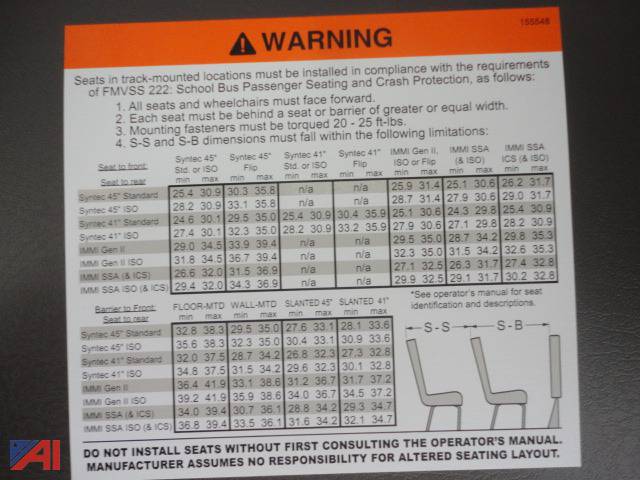 155548
WARNING
Seats in track-mounted locations must be installed in compliance with the requirements
of FMVSS 222: School Bus Passenger Seating and Crash Protection, as follows:
1. All seats and wheelchairs must face forward.
2. Each seat must be behind a seat or barrier of greater or equal width.
3. Mounting fasteners must be torqued 20 - 25 ft-lbs.
4. S-S and S-B dimensions must fall within the following limitations:
Seat to front: Syntec 45" Syntec 45" Syntec 41" Syntec 41" IMMI Gen II, IMMI SSA IMMI SSA
Std. or ISO Flip Std. or ISO Flip ISO or Flip (& ISO) ICS (& ISO)
Seat to rear min max min max min max min max min max min max min max
Syntec 45" Standard 25.4 30.9 30.3 35.8 n/a n/a 25.9 31.4 25.1 30.6 26.2 31.7
Syntec 45" ISO 28.2 30.9 33.1 35.8 n/a n/a 28.7 31.4 27.9 30.6 29.0 31.7
Syntec 41" Standard 24.6 30.1 29.5 35.0 25.4 30.9 30.4 35.9 25.1 30.6 24.3 29.8 25.4 30.9
Syntec 41" ISO 27.4 30.1 32.3 35.0 28.2 30.9 33.2 35.9 27.9 30.6 27.1 29.8 28.2 30.9
IMMI Gen II 29.0 34.5 33.9 39.4 n/a n/a 29.5 35.0 28.7 34.2 29.8 35.3
IMMI Gen II ISO 31.8 34.5 36.7 39.4 n/a n/a 32.3 35.0 31.5 34.2 32.6 35.3
IMMI SSA (& ICS) 26.6 32.0 31.5 36.9 n/a n/a 27.1 32.5 26.3 31.7 27.4 32.8
IMMI SSA ISO (& ICS) 29.4 32.0 34.3 36.9 n/a n/a 29.9 32.5 29.1 31.7 30.2 32.8
Barrier to Front: FLOOR-MTD WALL-MTD SLANTED 45" SLANTED 41"
Seat to rear min max min max min max min max
Syntec 45" Standard 32.8 38.3 29.5 35.0 27.6 33.1 28.1 33.6
Syntec 45" ISO 35.6 38.3 32.3 35.0 30.4 33.1 30.9 33.6
Syntec 41" Standard 32.0 37.5 28.7 34.2 26.8 32.3 27.3 32.8
Syntec 41" ISO 34.8 37.5 31.5 34.2 29.6 32.3 30.1 32.8
IMMI Gen II 36.4 41.9 33.1 38.6 31.2 36.7 31.7 37.2
IMMI Gen II ISO 39.2 41.9 35.9 38.6 34.0 36.7 34.5 37.2
IMMI SSA (& ICS) 34.0 39.4 30.7 36.1 28.8 34.2 29.3 34.7
IMMI SSA ISO (& ICS) 36.8 39.4 33.5 36.1 31.6 34.2 32.1 34.7
*See operator's manual for seat
identification and descriptions.
S - S S - B
DO NOT INSTALL SEATS WITHOUT FIRST CONSULTING THE OPERATOR'S MANUAL.
MANUFACTURER ASSUMES NO RESPONSIBILITY FOR ALTERED SEATING LAYOUT.
AI